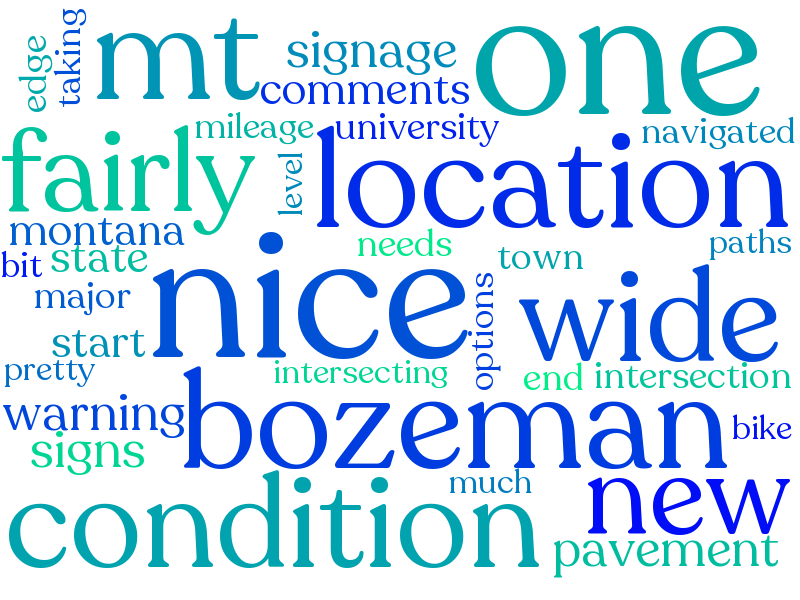 edge
taking
mt
signage
comments
one
mileage
university
navigated
fairly
level
location
montana
bit
state
nice
needs
town
paths
major
options
wide
start
pretty
intersecting
end
intersection
warning
bozeman
bike
signs
condition
much
new
pavement